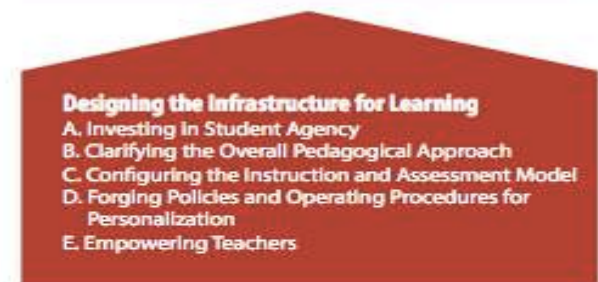 Designing the Infrastructure for Learning
A. Investing in Student Agency
B. Clarifying the Overall Pedagogical Approach
C. Configuring the Instruction and Assessment Model
D. Forging Policies and Operating Procedures for
Personalization
E. Empowering Teachers